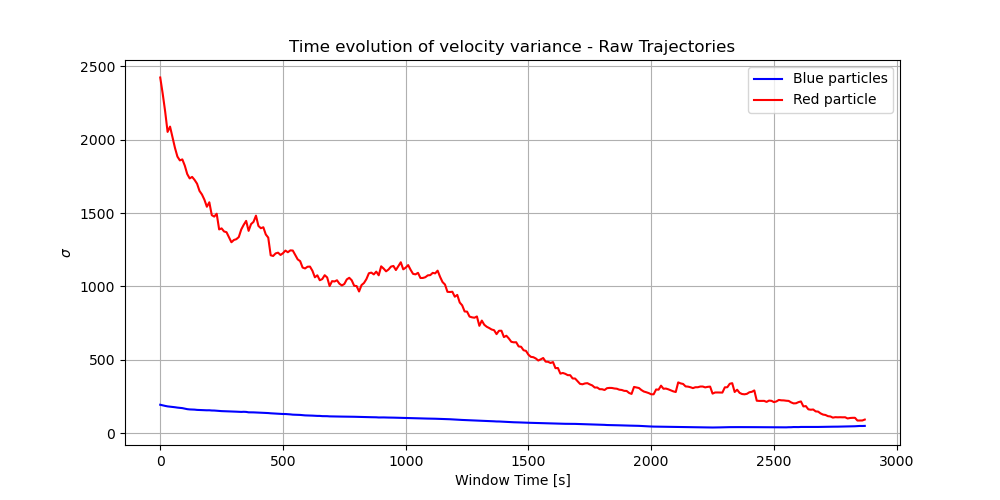 Time evolution of velocity variance - Raw Trajectories
2500
2000
1500
1000
500
0
σ
Blue particles
Red particle
0 500 1000 1500 2000 2500 3000
Window Time [s]